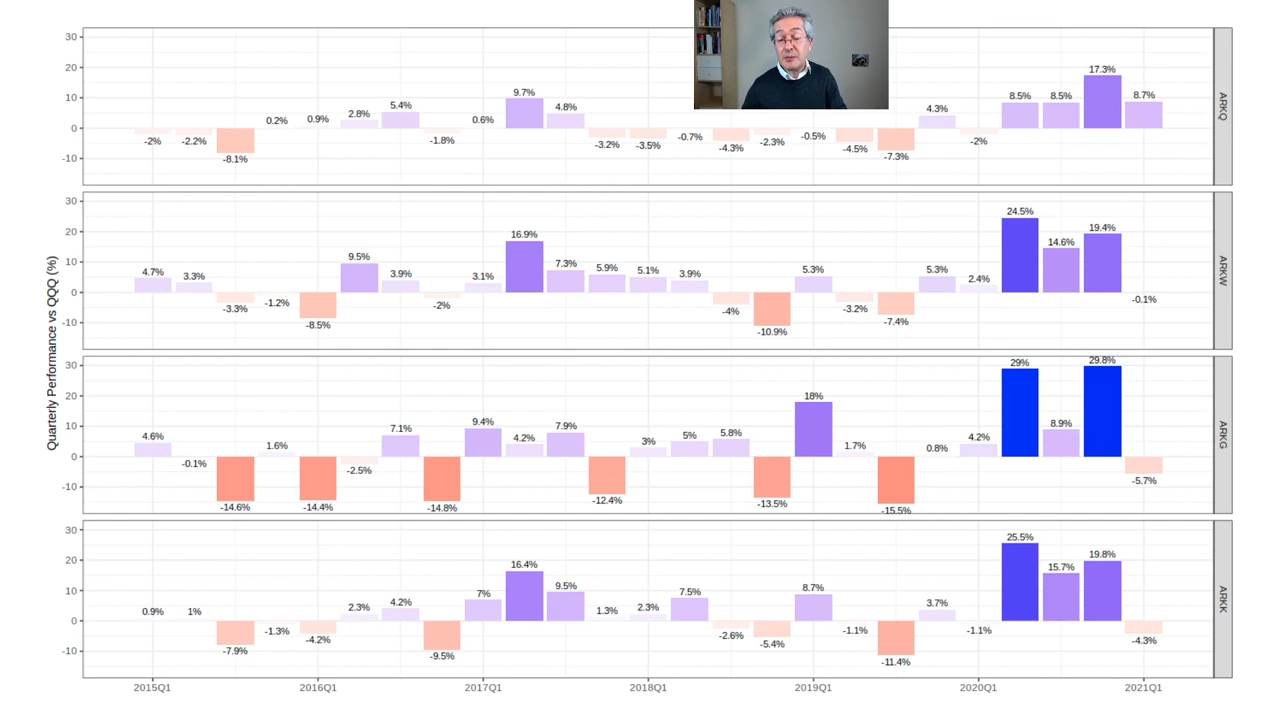 Quarterly Performance vs QQQ (%)
30
20
10
0
-10
-2% -2.2% -8.1% 0.2% 0.9% 2.8% 5.4% -1.8% 0.6% 9.7% 4.8% -3.2% -3.5% -0.7% -4.3% -2.3% -0.5% -4.5% -7.3% 4.3% -2% 8.5% 8.5% 17.3% 8.7%
ARKQ
30
20
10
0
-10
4.7% 3.3% -3.3% -1.2% -8.5% 9.5% 3.9% -2% 3.1% 16.9% 7.3% 5.9% 5.1% 3.9% -4% -10.9% 5.3% -3.2% -7.4% 5.3% 2.4% 24.5% 14.6% 19.4% -0.1%
ARKW
30
20
10
0
-10
4.6% -0.1% -14.6% 1.6% -14.4% -2.5% 7.1% -14.8% 9.4% 4.2% 7.9% -12.4% 3% 5% 5.8% -13.5% 18% 1.7% -15.5% 0.8% 4.2% 29% 8.9% 29.8% -5.7%
ARKG
30
20
10
0
-10
0.9% 1% -7.9% -1.3% -4.2% 2.3% 4.2% -9.5% 7% 16.4% 9.5% 1.3% 2.3% 7.5% -2.6% -5.4% 8.7% -1.1% -11.4% 3.7% -1.1% 25.5% 15.7% 19.8% -4.3%
ARKK
2015Q1 2016Q1 2017Q1 2018Q1 2019Q1 2020Q1 2021Q1